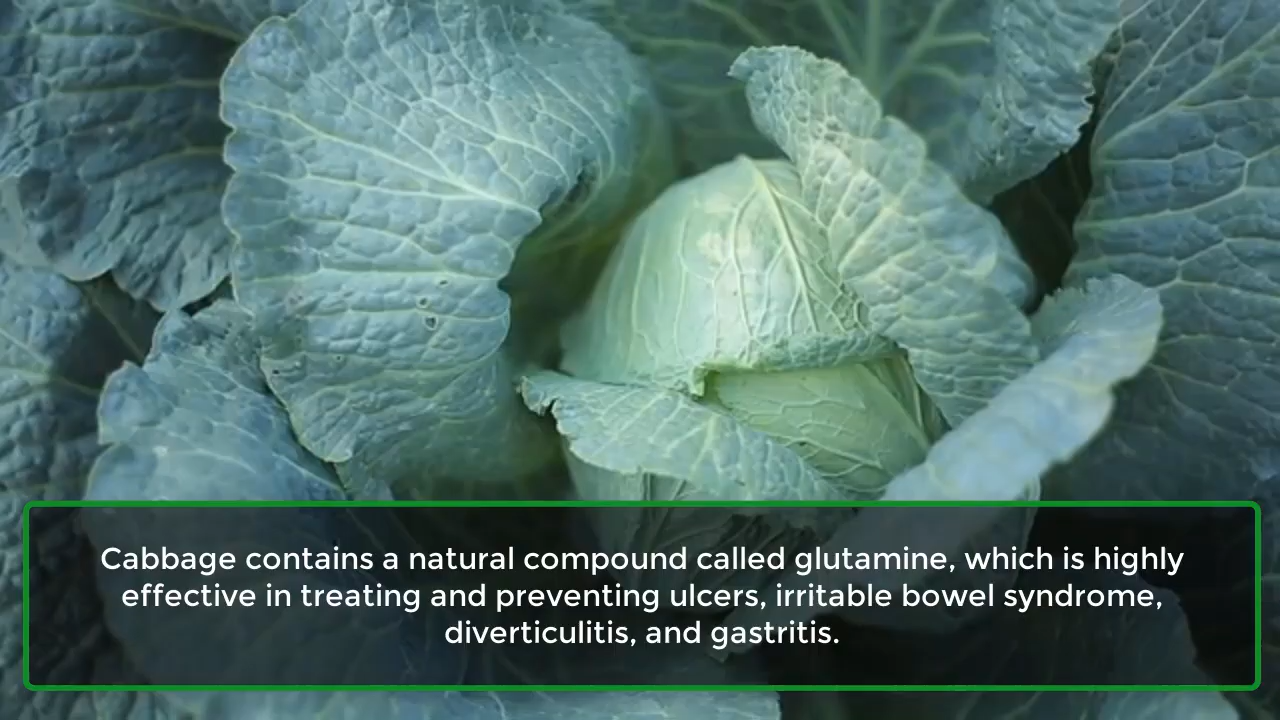 Cabbage contains a natural compound called glutamine, which is highly
effective in treating and preventing ulcers, irritable bowel syndrome,
diverticulitis, and gastritis.